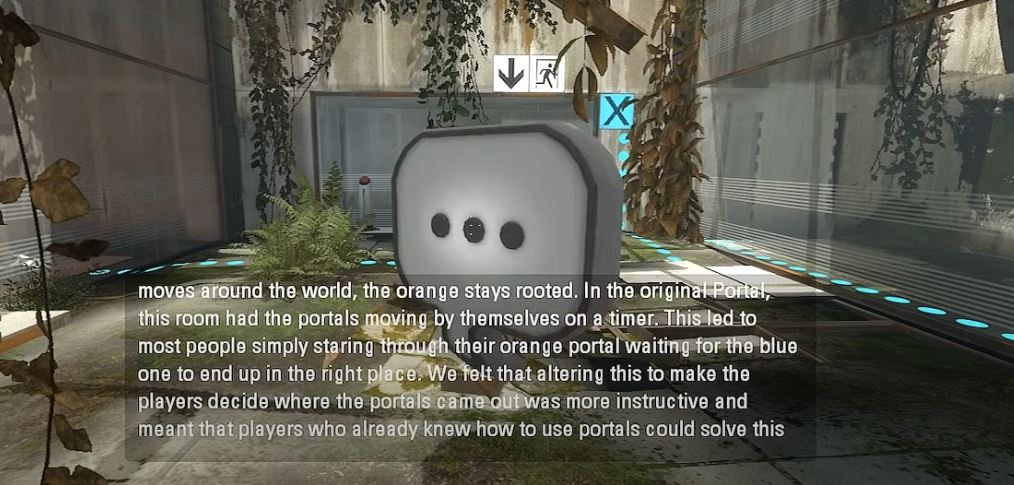 X
moves around the world, the orange stays rooted. In the original Portal,
this room had the portals moving by themselves on a timer. This led to
most people simply staring through their orange portal waiting for the blue
one to end up in the right place. We felt that altering this to make the
players decide where the portals came out was more instructive and
meant that players who already knew how to use portals could solve this